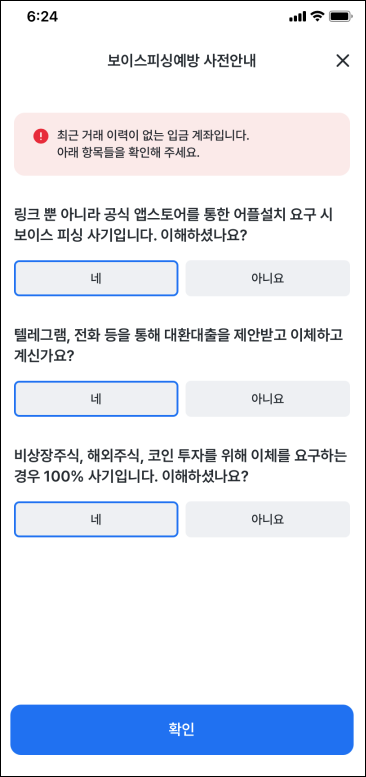 6:24
보이스피싱예방 사전안내
최근 거래 이력이 없는 입금 계좌입니다.
아래 항목들을 확인해 주세요.
링크 뿐 아니라 공식 앱스토어를 통한 어플설치 요구 시
보이스 피싱 사기입니다. 이해하셨나요?
네
아니요
텔레그램, 전화 등을 통해 대환대출을 제안받고 이체하고
계신가요?
네
아니요
비상장주식, 해외주식, 코인 투자를 위해 이체를 요구하는
경우 100% 사기입니다. 이해하셨나요?
네
아니요
확인